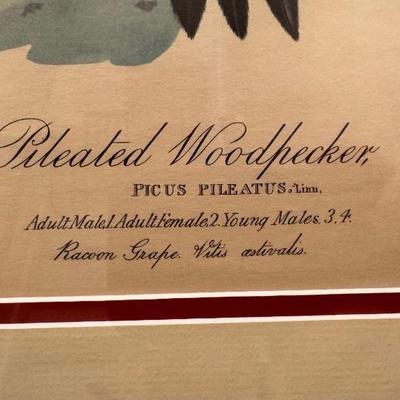 Pileated Woodpecker,
PICUS PILEATUS, Linn,
Adult Male, 1. Adult Female, 2. Young Males, 3, 4.
Racoon Grape. Vitis æstivalis.